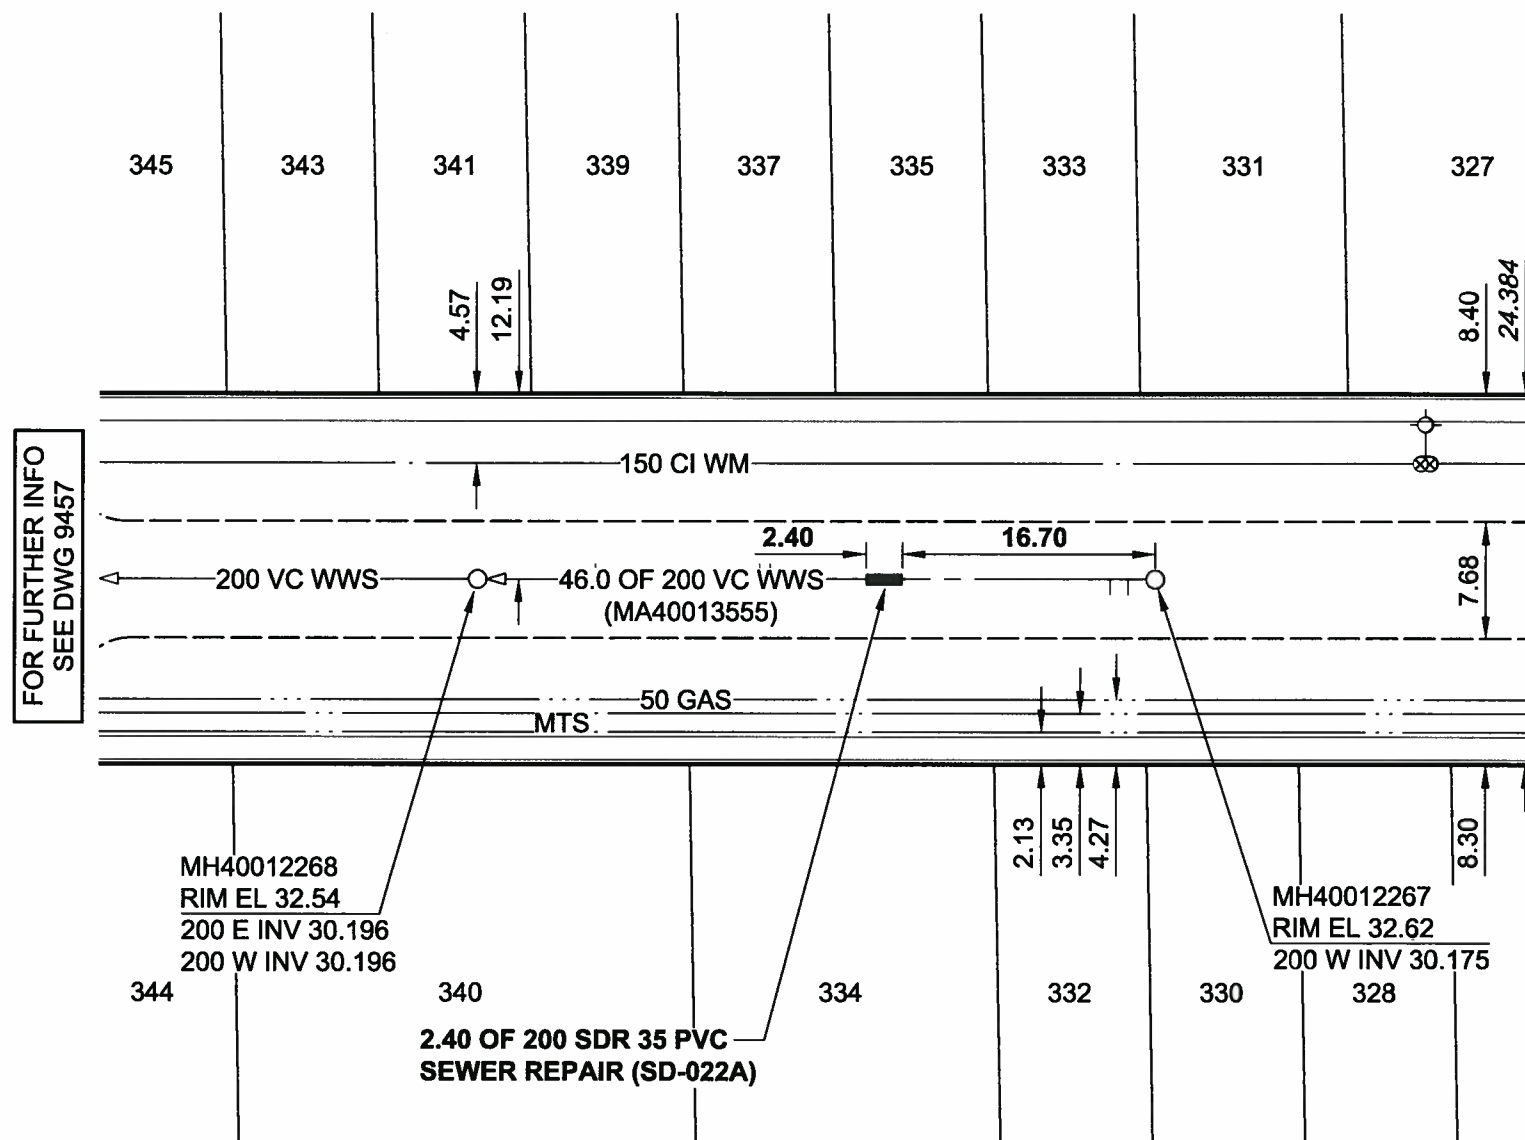 345
343
341
339
337
335
333
331
327
4.57
12.19
8.40
24.384
FOR FURTHER INFO
SEE DWG 9457
150 CI WM
2.40
16.70
200 VC WWS
46.0 OF 200 VC WWS
(MA40013555)
7.68
50 GAS
MTS
2.13
3.35
4.27
8.30
MH40012268
RIM EL 32.54
200 E INV 30.196
200 W INV 30.196
MH40012267
RIM EL 32.62
200 W INV 30.175
344
340
334
332
330
328
2.40 OF 200 SDR 35 PVC
SEWER REPAIR (SD-022A)